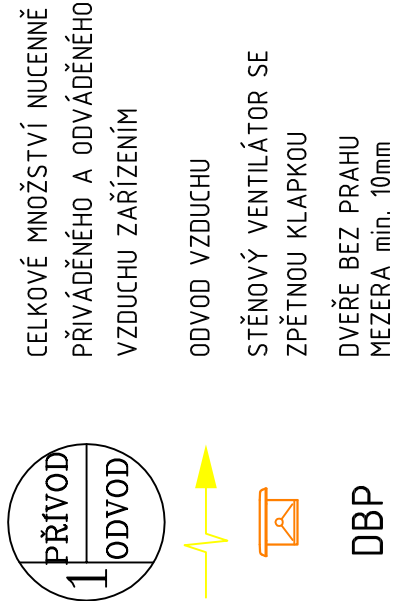 1
PŘÍVOD
ODVOD
CELKOVÉ MNOŽSTVÍ NUCENNĚ
PŘIVÁDĚNÉHO A ODVÁDĚNÉHO
VZDUCHU ZAŘÍZENÍM
ODVOD VZDUCHU
STĚNOVÝ VENTILÁTOR SE
ZPĚTNOU KLAPKOU
DBP
DVEŘE BEZ PRAHU
MEZERA min. 10mm